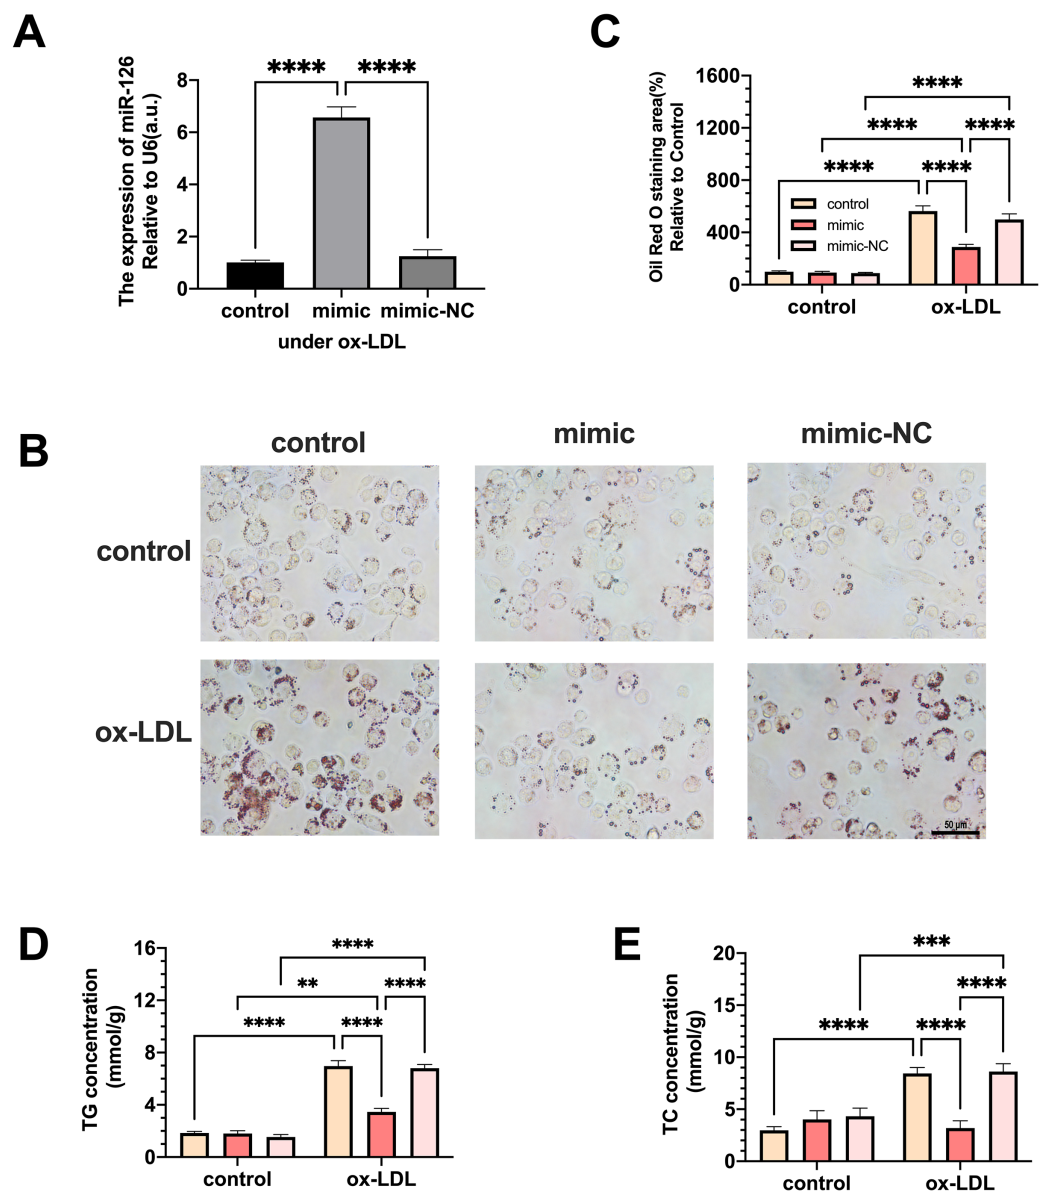 A
The expression of miR-126
Relative to U6(a.u.)
8
6
4
2
0
**** ****
control mimic mimic-NC
under ox-LDL
C
Oil Red O staining area(%)
Relative to Control
1600
1200
800
400
0
****
**** ****
**** ****
control
mimic
mimic-NC
control ox-LDL
B
control mimic mimic-NC
control
ox-LDL
50 μm
D
TG concentration
(mmol/g)
16
12
8
4
0
****
** ****
**** ****
control ox-LDL
E
TC concentration
(mmol/g)
20
15
10
5
0
***
****
**** ****
control ox-LDL